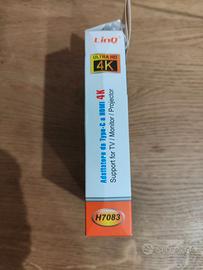 LinQ
ULTRA HD
4K
Adattatore da Type-C a HDMI 4K
Support for TV / Monitor / Projector
H7083